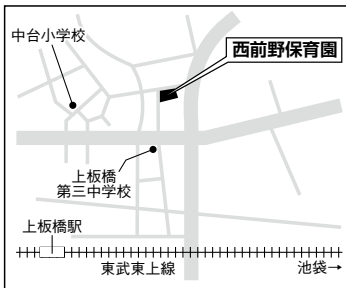 中台小学校
西前野保育園
上板橋
第三中学校
上板橋駅
東武東上線
池袋→